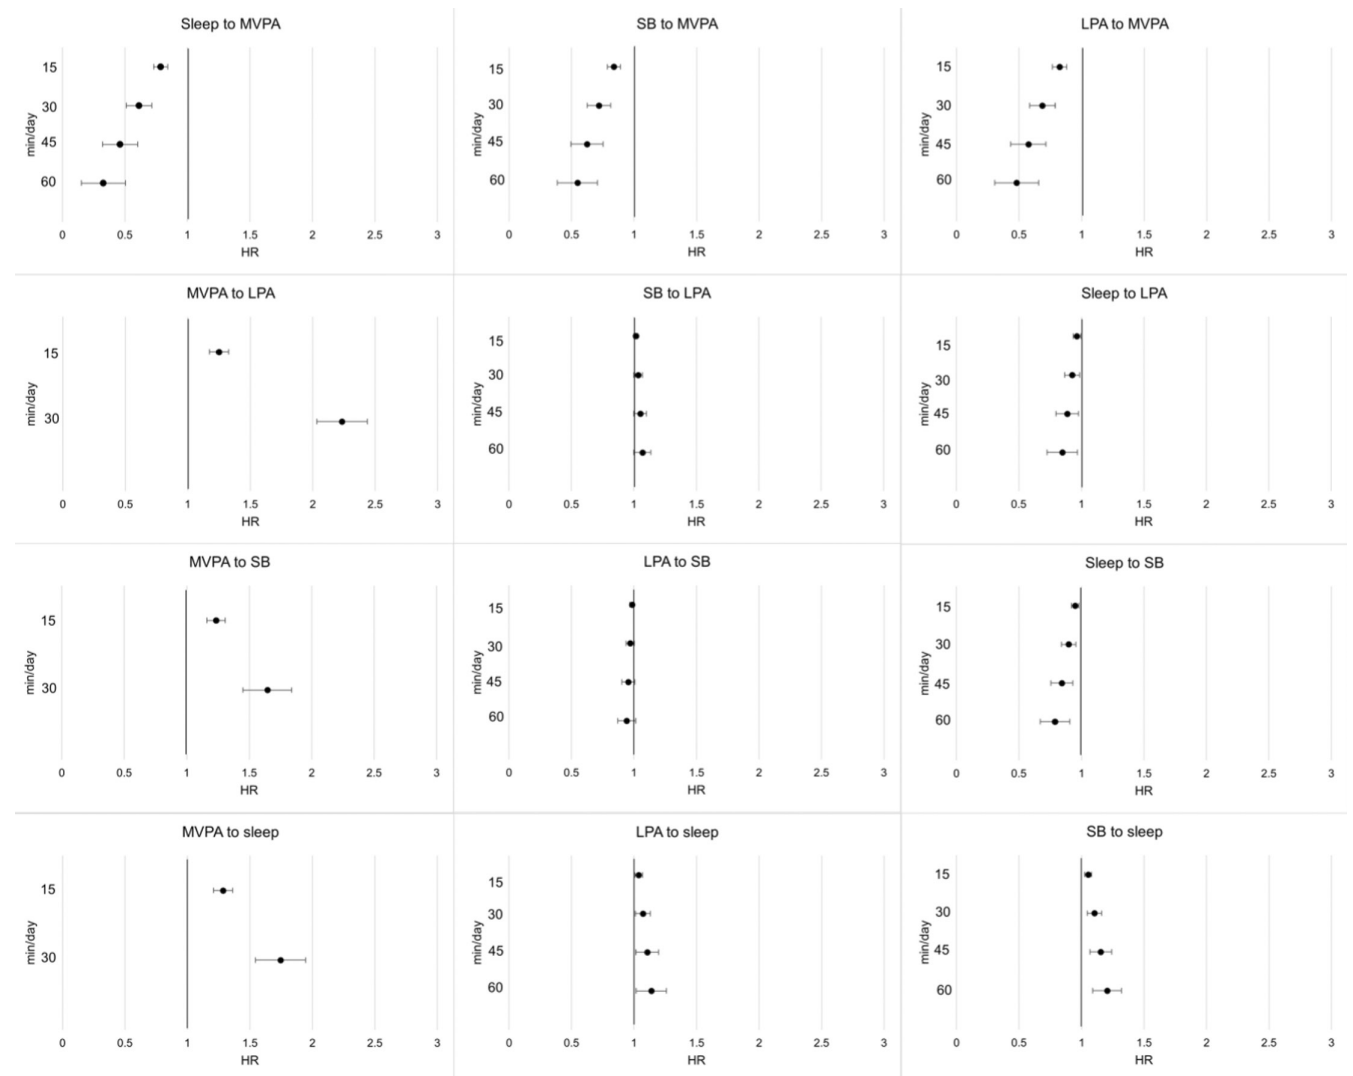 Sleep to MVPA
15
30
45
60
min/day
0 0.5 1 1.5 2 2.5 3
HR
SB to MVPA
15
30
45
60
min/day
0 0.5 1 1.5 2 2.5 3
HR
LPA to MVPA
15
30
45
60
min/day
0 0.5 1 1.5 2 2.5 3
HR
MVPA to LPA
15
30
min/day
0 0.5 1 1.5 2 2.5 3
HR
SB to LPA
15
30
45
60
min/day
0 0.5 1 1.5 2 2.5 3
HR
Sleep to LPA
15
30
45
60
min/day
0 0.5 1 1.5 2 2.5 3
HR
MVPA to SB
15
30
min/day
0 0.5 1 1.5 2 2.5 3
HR
LPA to SB
15
30
45
60
min/day
0 0.5 1 1.5 2 2.5 3
HR
Sleep to SB
15
30
45
60
min/day
0 0.5 1 1.5 2 2.5 3
HR
MVPA to sleep
15
30
min/day
0 0.5 1 1.5 2 2.5 3
HR
LPA to sleep
15
30
45
60
min/day
0 0.5 1 1.5 2 2.5 3
HR
SB to sleep
15
30
45
60
min/day
0 0.5 1 1.5 2 2.5 3
HR